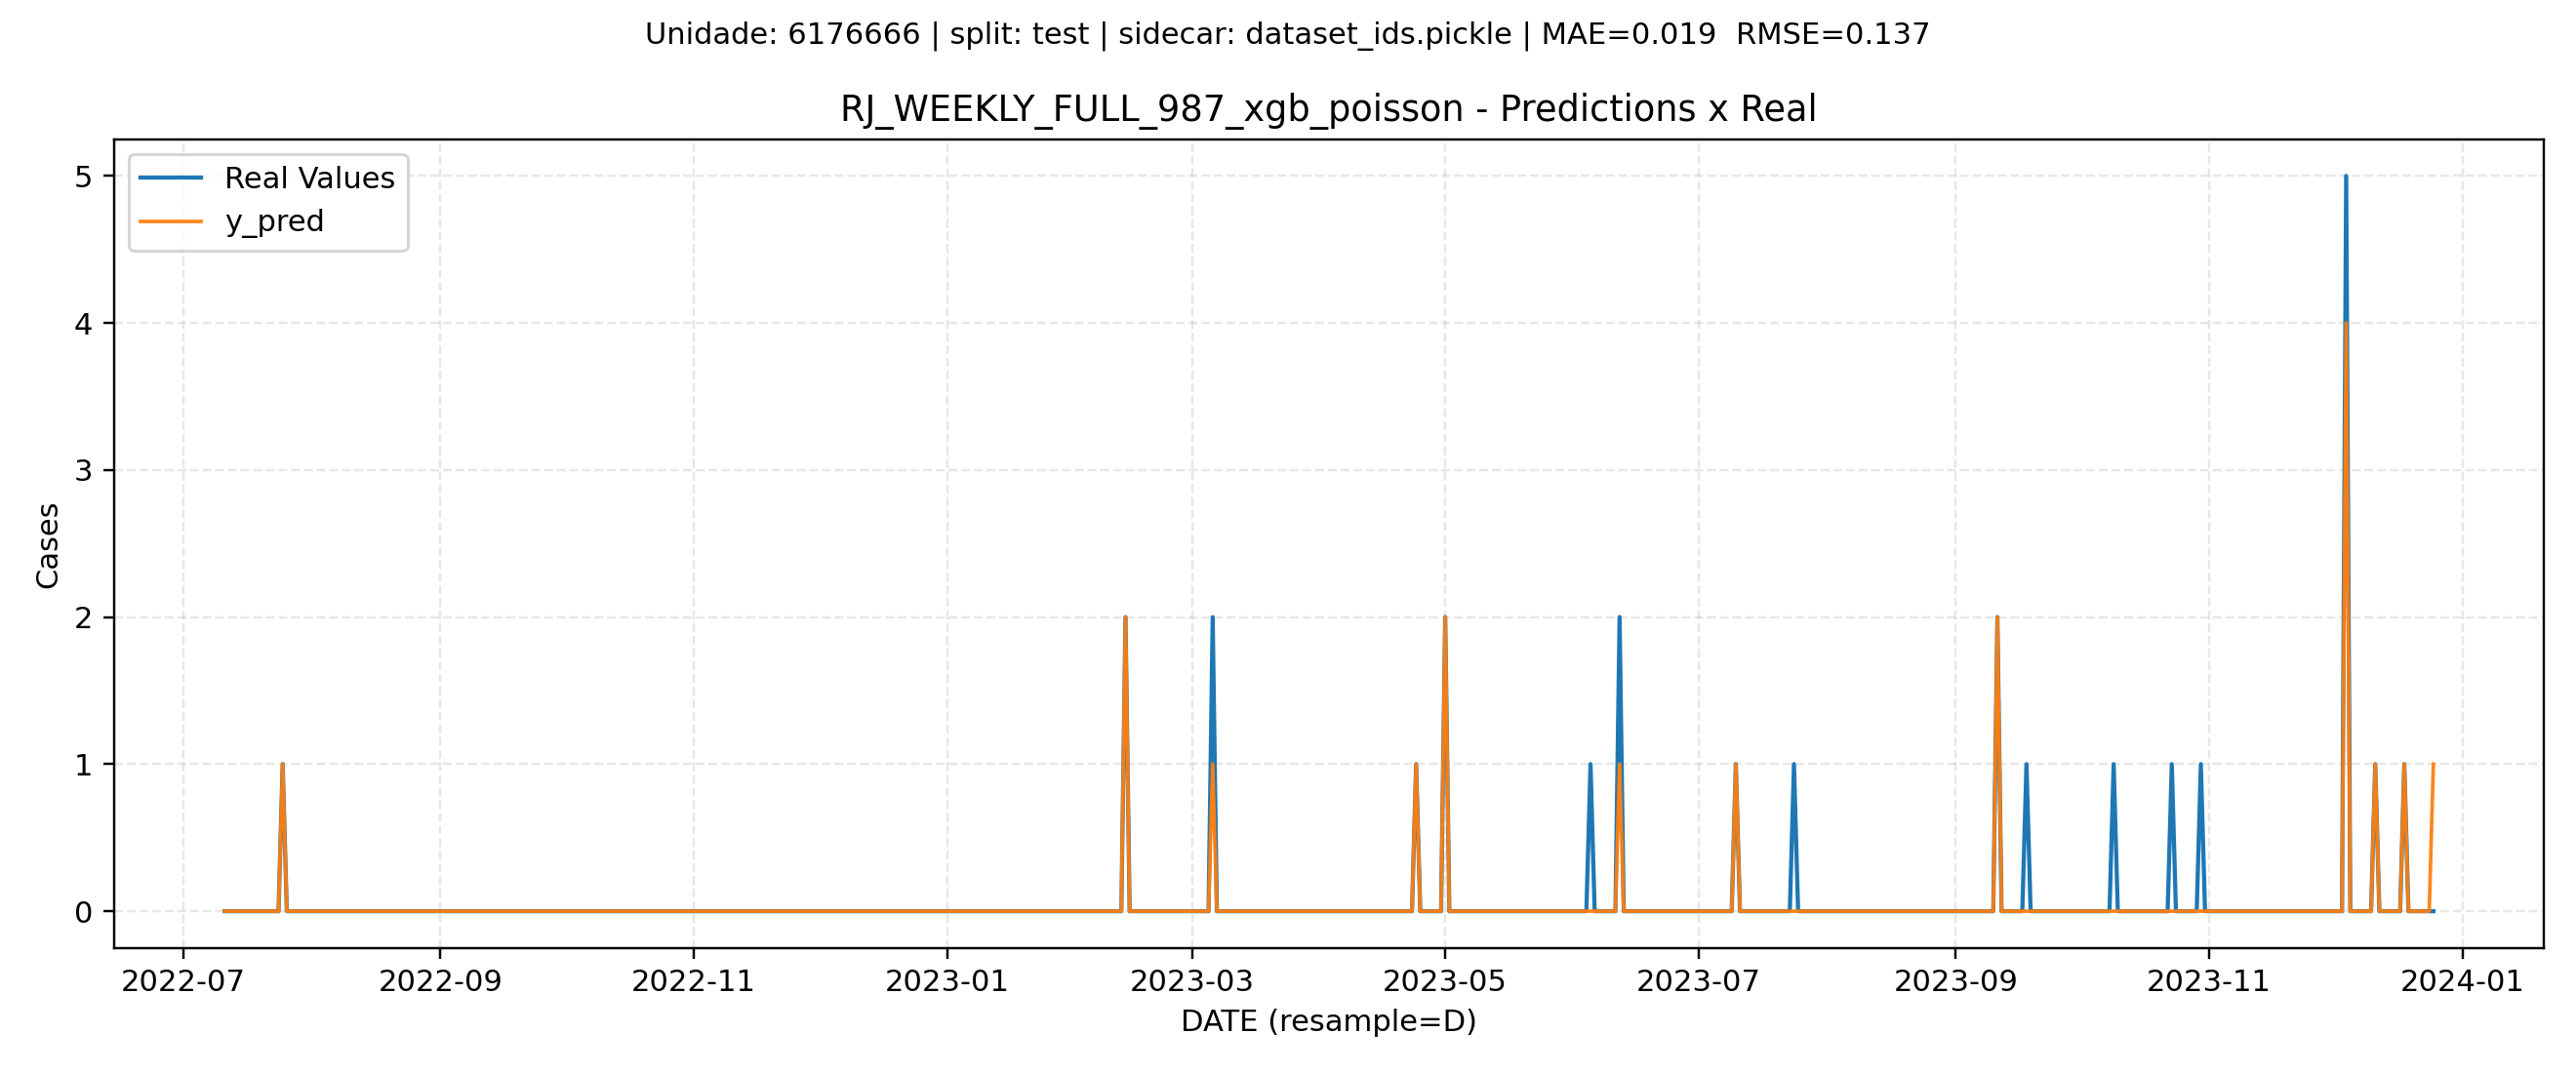 Unidade: 6176666 | split: test | sidecar: dataset_ids.pickle | MAE=0.019  RMSE=0.137
RJ_WEEKLY_FULL_987_xgb_poisson - Predictions x Real
Real Values
y_pred
5
4
3
2
1
0
Cases
2022-07 2022-09 2022-11 2023-01 2023-03 2023-05 2023-07 2023-09 2023-11 2024-01
DATE (resample=D)